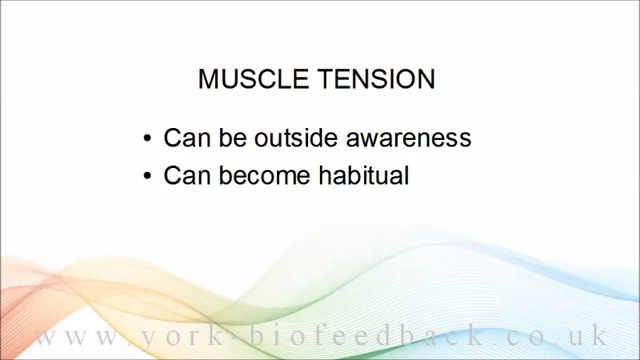 MUSCLE TENSION
• Can be outside awareness
• Can become habitual
www.york-biofeedback.co.uk